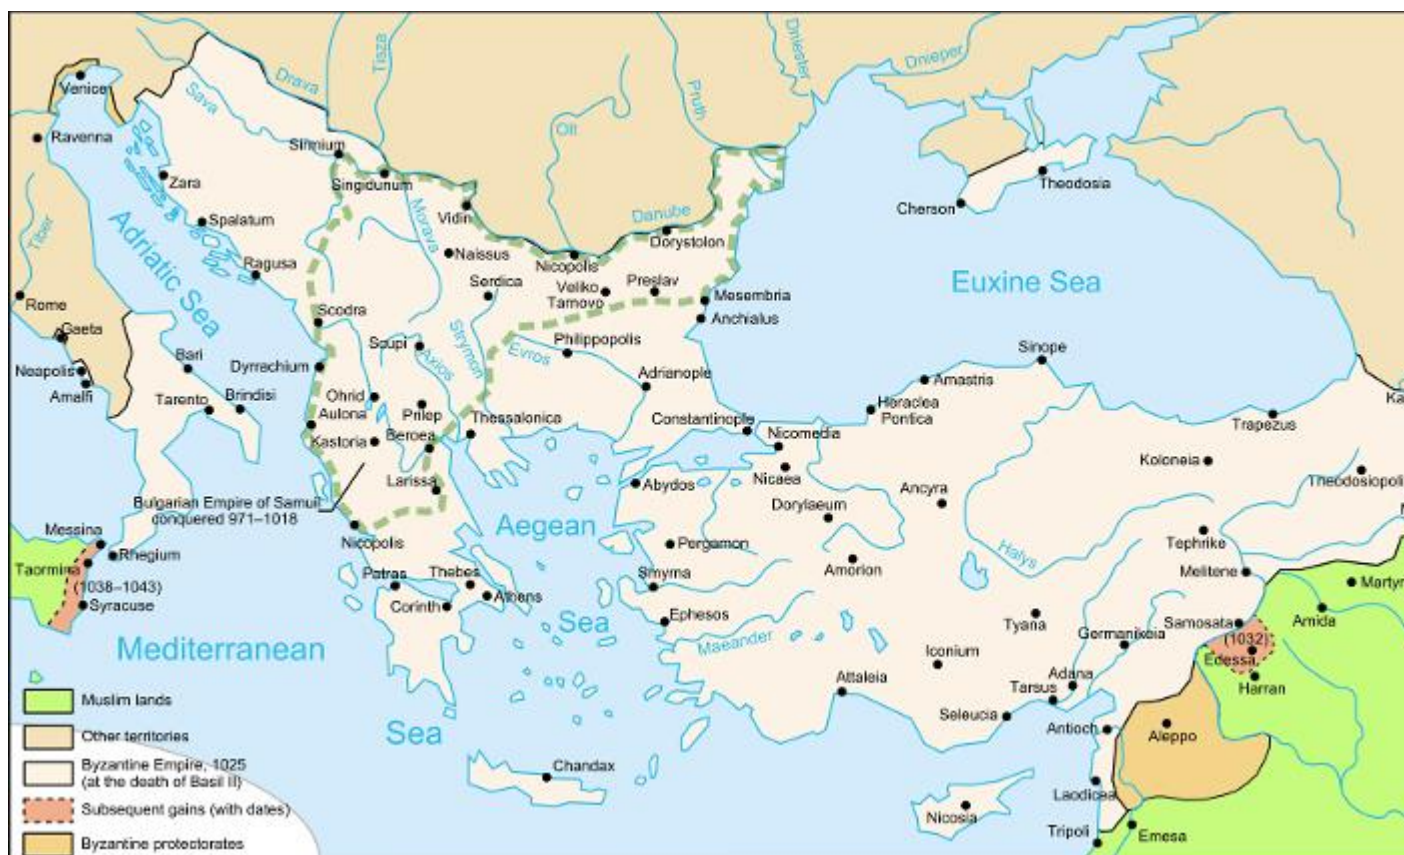 Venice
Ravenna
Tiber
Rome
Gaeta
Neapolis
Amalfi
Adriatic Sea
Zara
Spalatum
Ragusa
Sava
Drava
Tisza
Sirmium
Singidunum
Vidin
Morava
Naissus
Serdica
Scodra
Dyrrachium
Bari
Brindisi
Tarento
Olt
Pruth
Dniester
Dnieper
Danube
Dorystolon
Nicopolis
Veliko
Tarnovo
Preslav
Mesembria
Anchialus
Cherson
Theodosia
Euxine Sea
Strymon
Axios
Evros
Philippopolis
Adrianople
Ohrid
Aulona
Prilep
Kastoria
Beroea
Thessalonica
Larissa
Constantinople
Nicomedia
Nicaea
Heraclea
Pontica
Amastris
Sinope
Trapezus
Koloneia
Theodosiopoli
Bulgarian Empire of Samuil
conquered 971–1018
Messina
Rhegium
Taormina
(1038–1043)
Syracuse
Nicopolis
Patras
Thebes
Athens
Corinth
Aegean
Sea
Abydos
Pergamon
Smyrna
Ephesos
Maeander
Dorylaeum
Ancyra
Amorion
Halys
Tephrike
Melitene
Martyr
Amida
Samosata
(1032)
Edessa
Harran
Tyana
Germanikeia
Iconium
Adana
Tarsus
Attaleia
Seleucia
Antioch
Aleppo
Laodicea
Nicosia
Tripoli
Emesa
Chandax
Mediterranean
Sea
Muslim lands
Other territories
Byzantine Empire, 1025
(at the death of Basil II)
Subsequent gains (with dates)
Byzantine protectorates